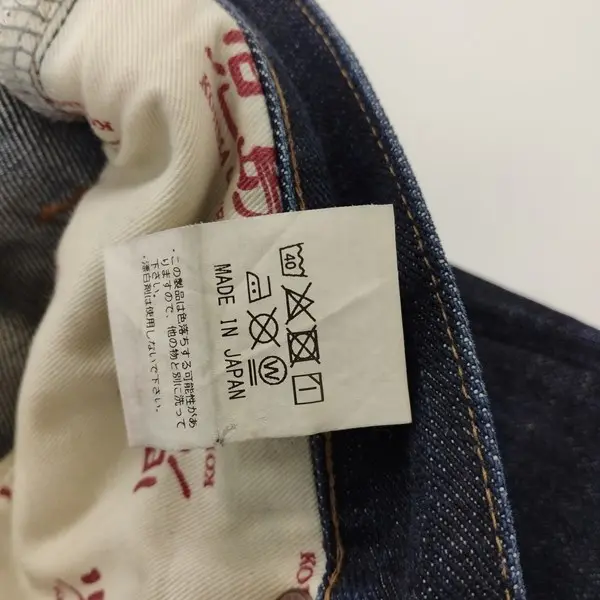 40
W
MADE IN JAPAN
・この製品は色落ちする可能性があ
りますので、他の物と別に洗って
下さい。
・漂白剤は使用しないで下さい。